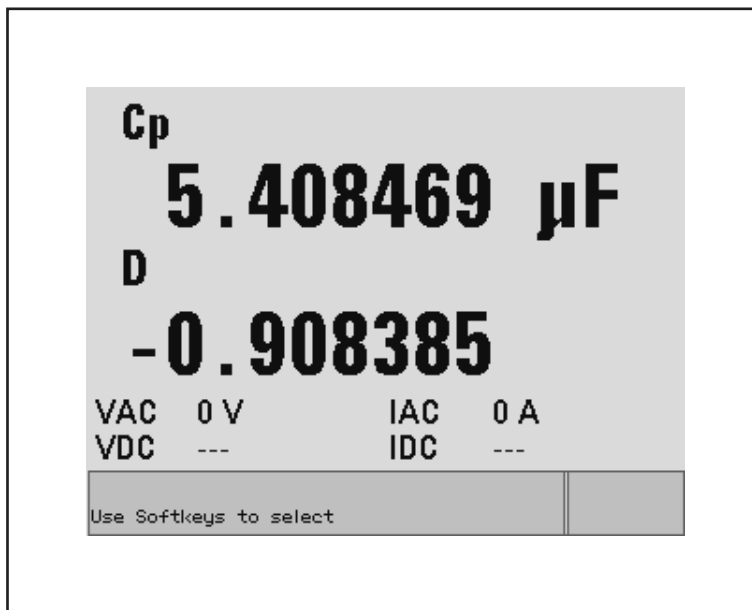 Cp
5.408469 µF
D
-0.908385
VAC 0 V IAC 0 A
VDC --- IDC ---
Use Softkeys to select